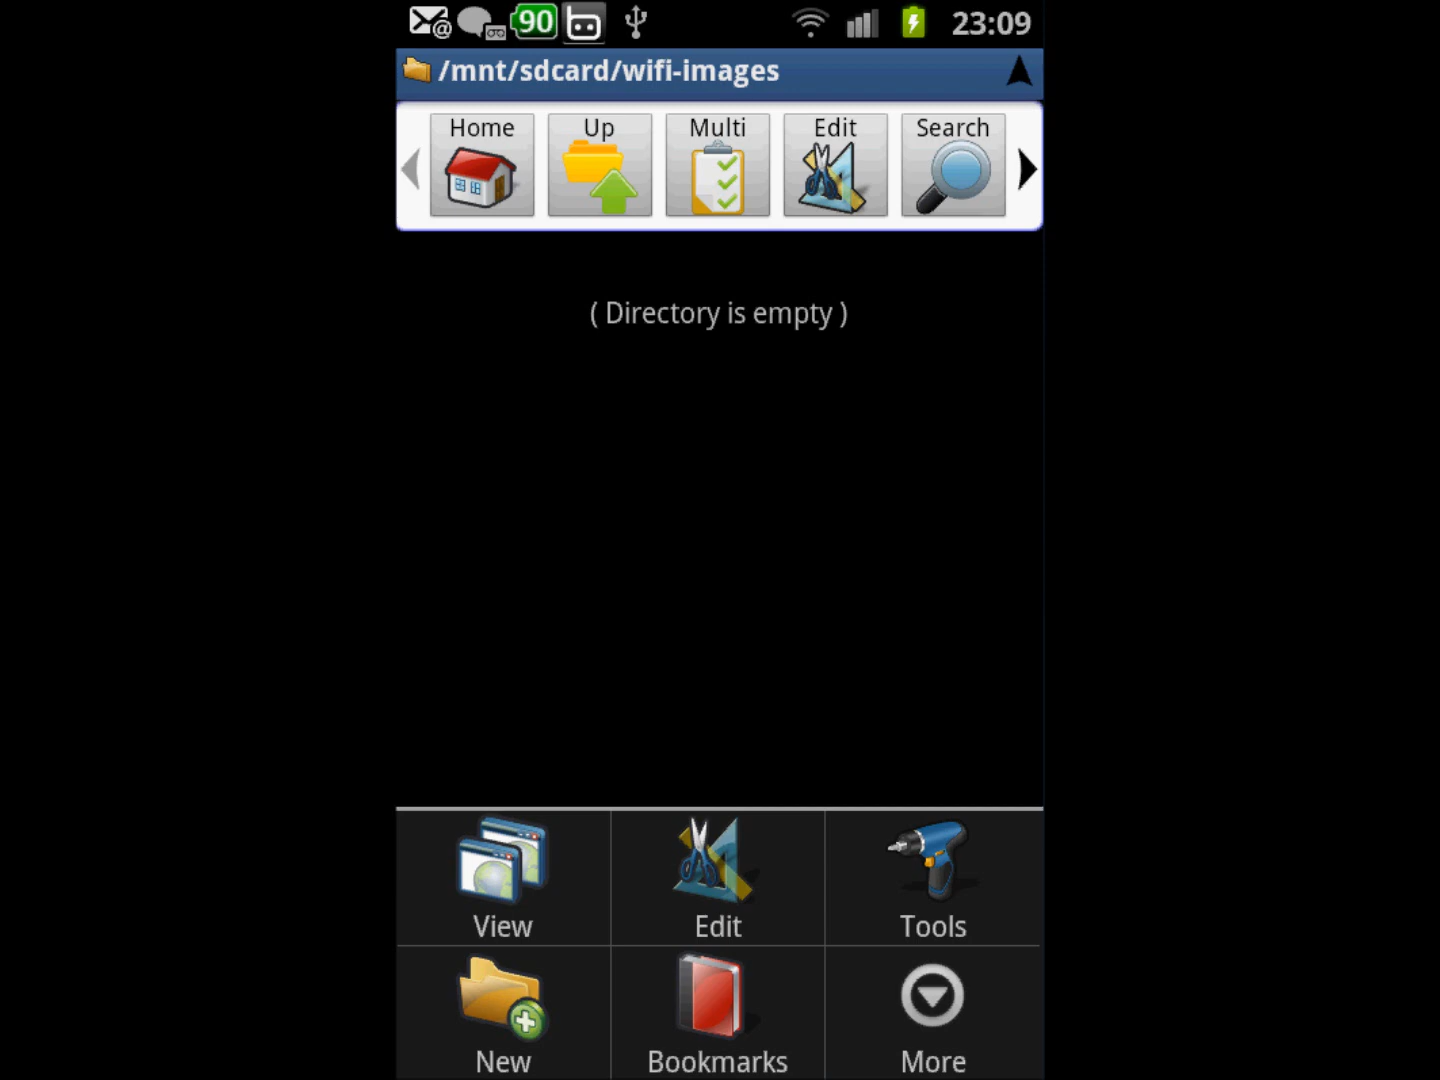 90
23:09
/mnt/sdcard/wifi-images
Home Up Multi Edit Search
( Directory is empty )
View Edit Tools
New Bookmarks More